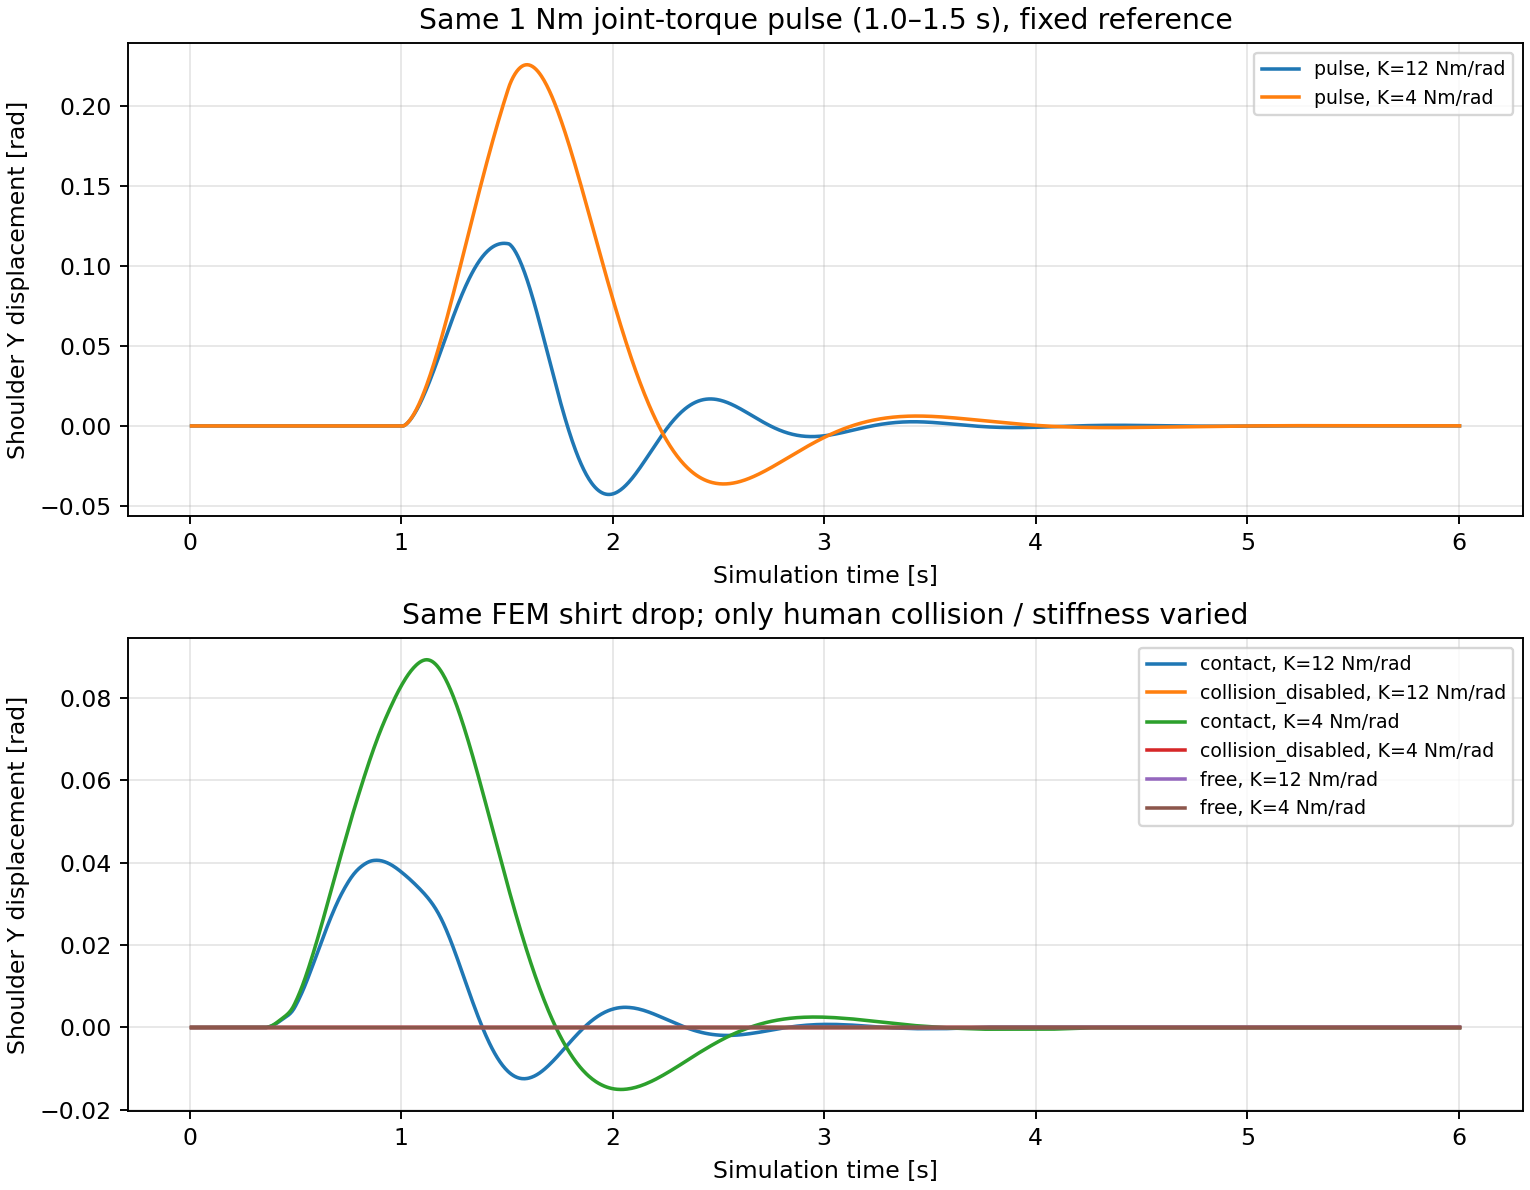 Same 1 Nm joint-torque pulse (1.0–1.5 s), fixed reference
Shoulder Y displacement [rad]
0.20
0.15
0.10
0.05
0.00
−0.05
pulse, K=12 Nm/rad
pulse, K=4 Nm/rad
0 1 2 3 4 5 6
Simulation time [s]
Same FEM shirt drop; only human collision / stiffness varied
Shoulder Y displacement [rad]
0.08
0.06
0.04
0.02
0.00
−0.02
contact, K=12 Nm/rad
collision_disabled, K=12 Nm/rad
contact, K=4 Nm/rad
collision_disabled, K=4 Nm/rad
free, K=12 Nm/rad
free, K=4 Nm/rad
0 1 2 3 4 5 6
Simulation time [s]